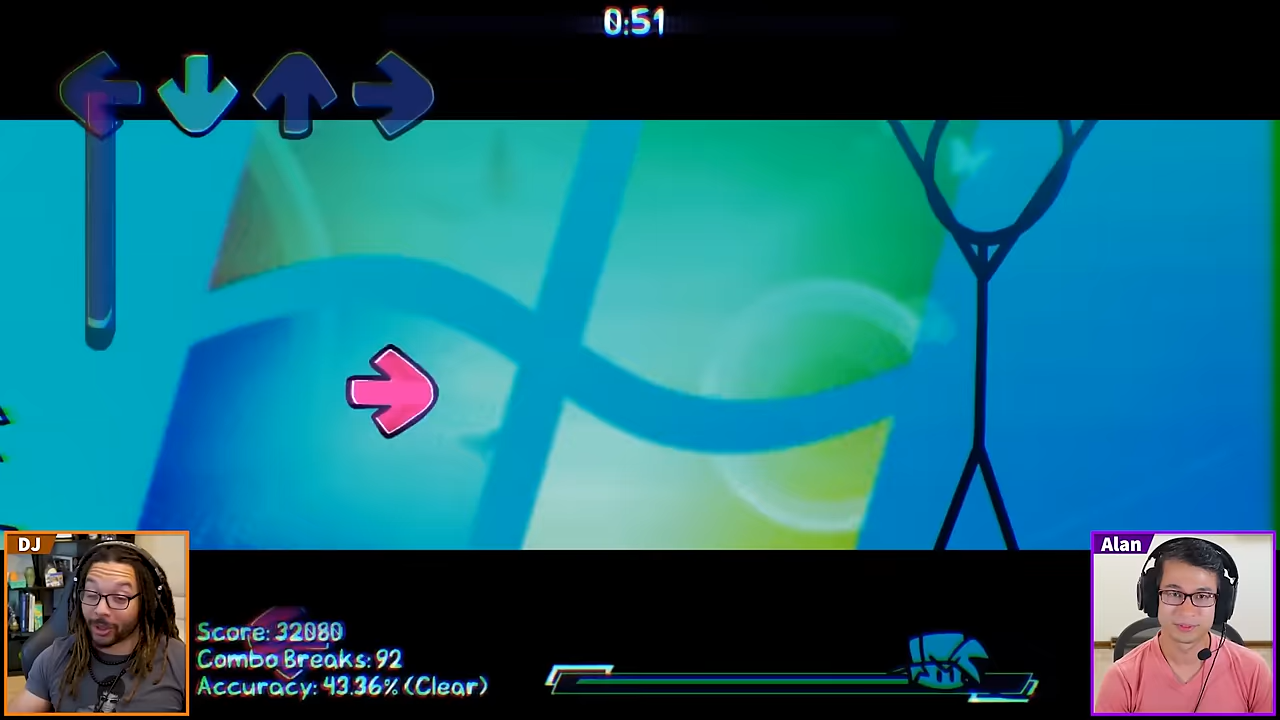 0:51
DJ
Alan
Score: 32080
Combo Breaks: 92
Accuracy: 43.36% (Clear)